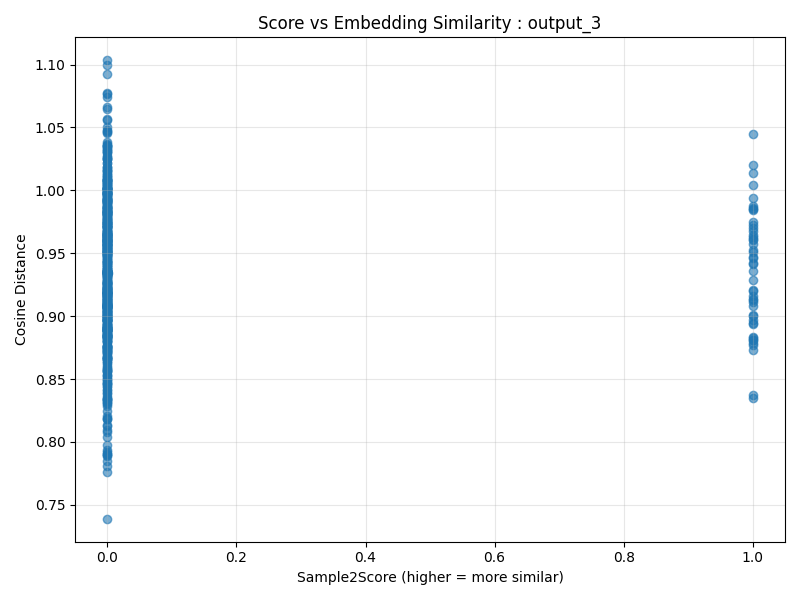 Score vs Embedding Similarity : output_3
Cosine Distance
1.10
1.05
1.00
0.95
0.90
0.85
0.80
0.75
0.0 0.2 0.4 0.6 0.8 1.0
Sample2Score (higher = more similar)